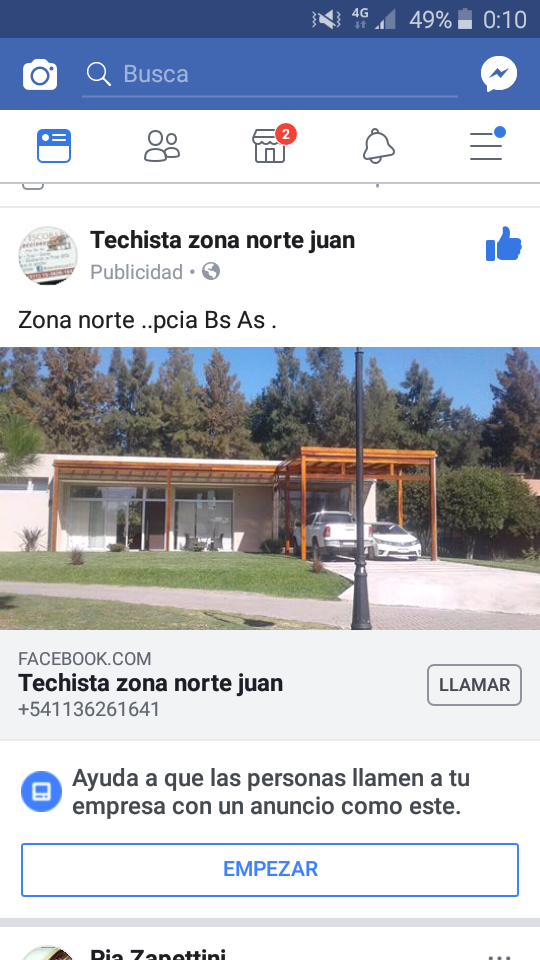 4G 49% 0:10
Busca
2
Techista zona norte juan
Publicidad •
Zona norte ..pcia Bs As .
FACEBOOK.COM
Techista zona norte juan
+541136261641
LLAMAR
Ayuda a que las personas llamen a tu
empresa con un anuncio como este.
EMPEZAR
Pia Zapettini